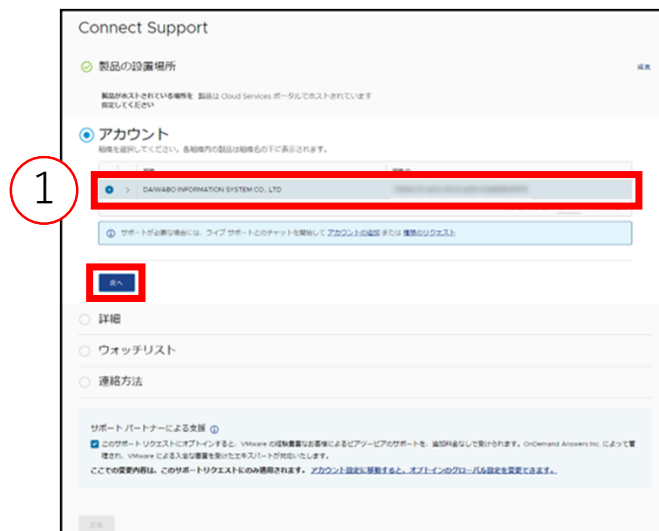 Connect Support
製品の設置場所
編集
製品がホストされている場所を 製品は Cloud Services ポータルでホストされています
指定してください
アカウント
組織を選択してください。各組織内の製品は組織名の下に表示されます。
1
DAIWABO INFORMATION SYSTEM CO., LTD
サポートが必要な場合には、ライブ サポートとのチャットを開始して アカウントの追加 または 権限のリクエスト
次へ
詳細
ウォッチリスト
連絡方法
サポート パートナーによる支援
このサポート リクエストにオプトインすると、VMware の経験豊富なお客様によるピアツーピアのサポートを、追加料金なしで受けられます。OnDemand Answers Inc. によって管
理され、VMware による入念な審査を受けたエキスパートが対応いたします。
ここでの変更内容は、このサポートリクエストにのみ適用されます。 アカウント設定に移動すると、オプトインのグローバル設定を変更できます。
送信